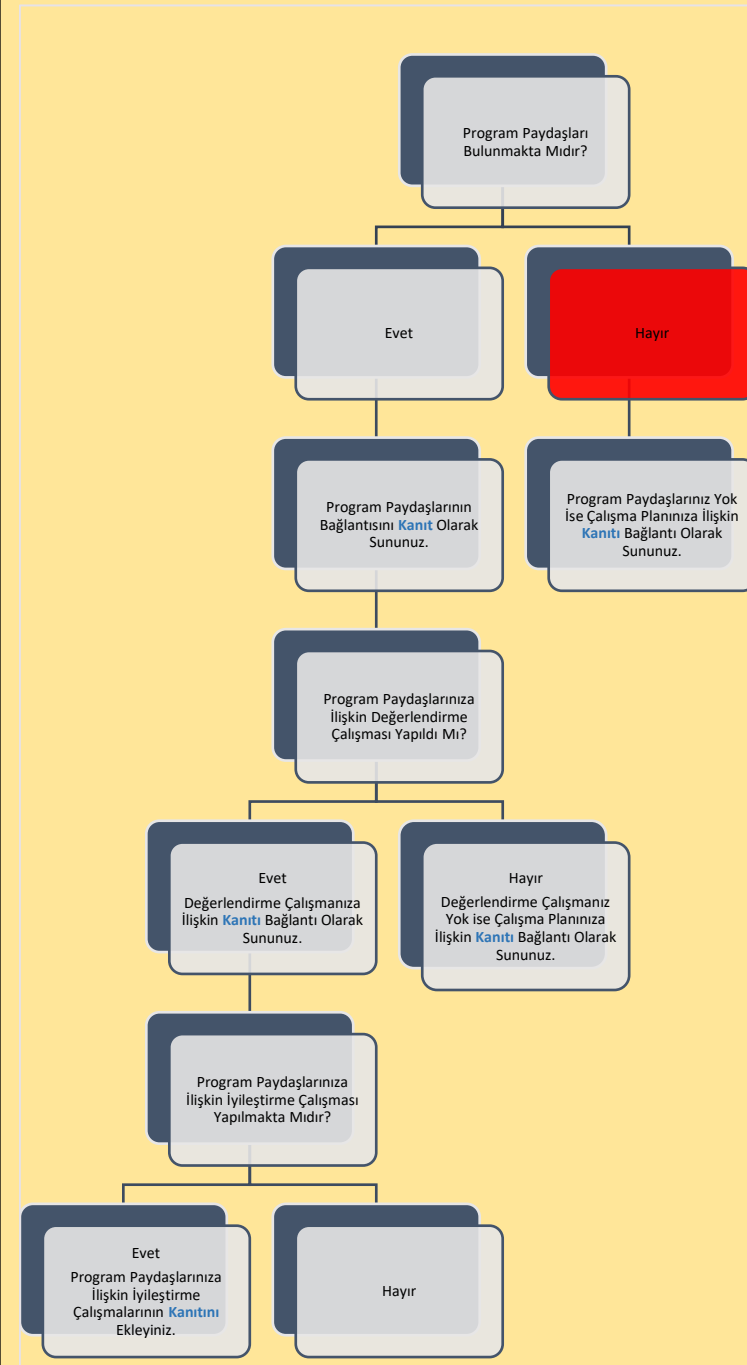 Program Paydaşları
Bulunmakta Mıdır?
Evet
Hayır
Program Paydaşlarının
Bağlantısını Kanıt Olarak
Sununuz.
Program Paydaşlarınız Yok
İse Çalışma Planınıza İlişkin
Kanıtı Bağlantı Olarak
Sununuz.
Program Paydaşlarınıza
İlişkin Değerlendirme
Çalışması Yapıldı Mı?
Evet
Değerlendirme Çalışmanıza
İlişkin Kanıtı Bağlantı Olarak
Sununuz.
Hayır
Değerlendirme Çalışmanız
Yok ise Çalışma Planınıza
İlişkin Kanıtı Bağlantı Olarak
Sununuz.
Program Paydaşlarınıza
İlişkin İyileştirme Çalışması
Yapılmakta Mıdır?
Evet
Program Paydaşlarınıza
İlişkin İyileştirme
Çalışmalarının Kanıtını
Ekleyiniz.
Hayır